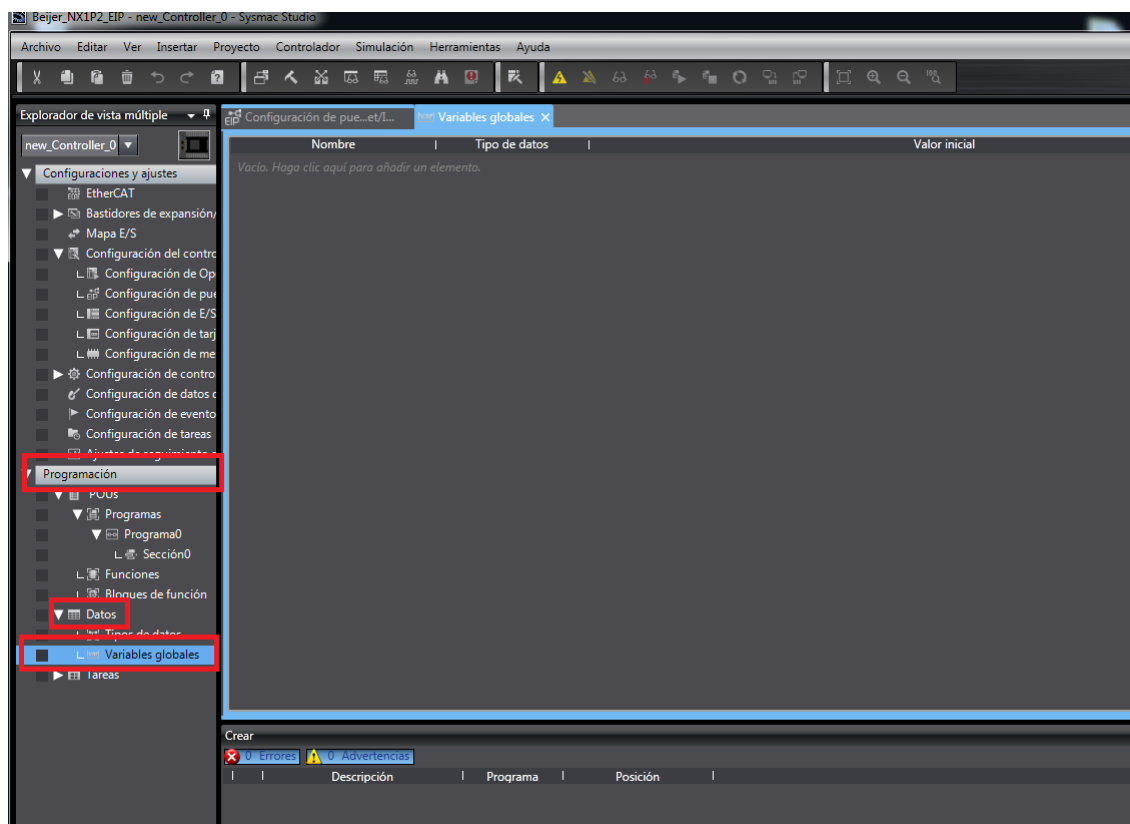 Beijer_NX1P2_EIP - new_Controller_0 - Sysmac Studio
Archivo Editar Ver Insertar Proyecto Controlador Simulación Herramientas Ayuda
Explorador de vista múltiple
new_Controller_0
Configuraciones y ajustes
EtherCAT
Bastidores de expansión/
Mapa E/S
Configuración del contro
Configuración de Op
Configuración de pue
Configuración de E/S
Configuración de tarj
Configuración de me
Configuración de contro
Configuración de datos
Configuración de evento
Configuración de tareas
Ajustes de seguimiento
Programación
POUs
Programas
Programa0
Sección0
Funciones
Bloques de función
Datos
Tipos de datos
Variables globales
Tareas
Configuración de pue...et/I...
Variables globales
Nombre Tipo de datos Valor inicial
Vacío. Haga clic aquí para añadir un elemento.
Crear
0 Errores 0 Advertencias
Descripción Programa Posición